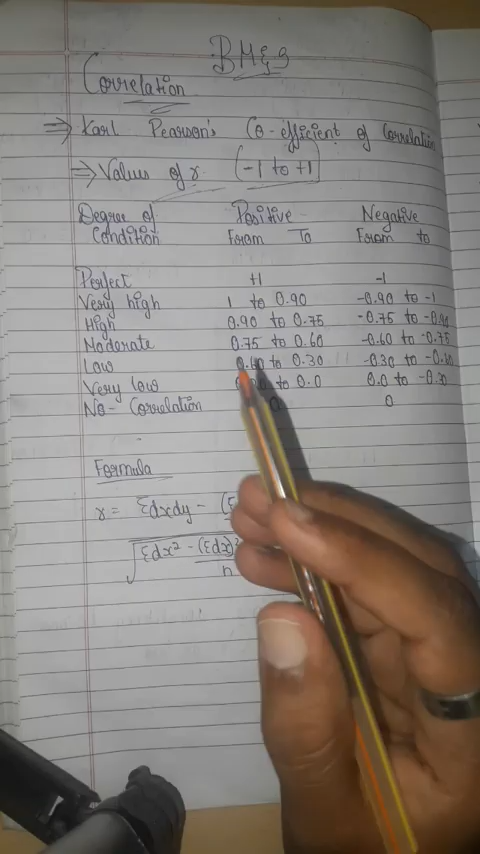 BM&S
Correlation
⇒ Karl Pearson's Co-efficient of Correlation
⇒ Values of r. (-1 to +1)
Degree of Condition Positive From To Negative From to
Perfect +1 -1
Very high 1 to 0.90 -0.90 to -1
High 0.90 to 0.75 -0.75 to -0.90
Moderate 0.75 to 0.60 -0.60 to -0.75
Low 0.60 to 0.30 -0.30 to -0.60
Very low to 0.0 0.0 to -0.30
No- Correlation 0 0
Formula
r = Σdxdy - (Σ
√Σdx² - (Σdx)²
n